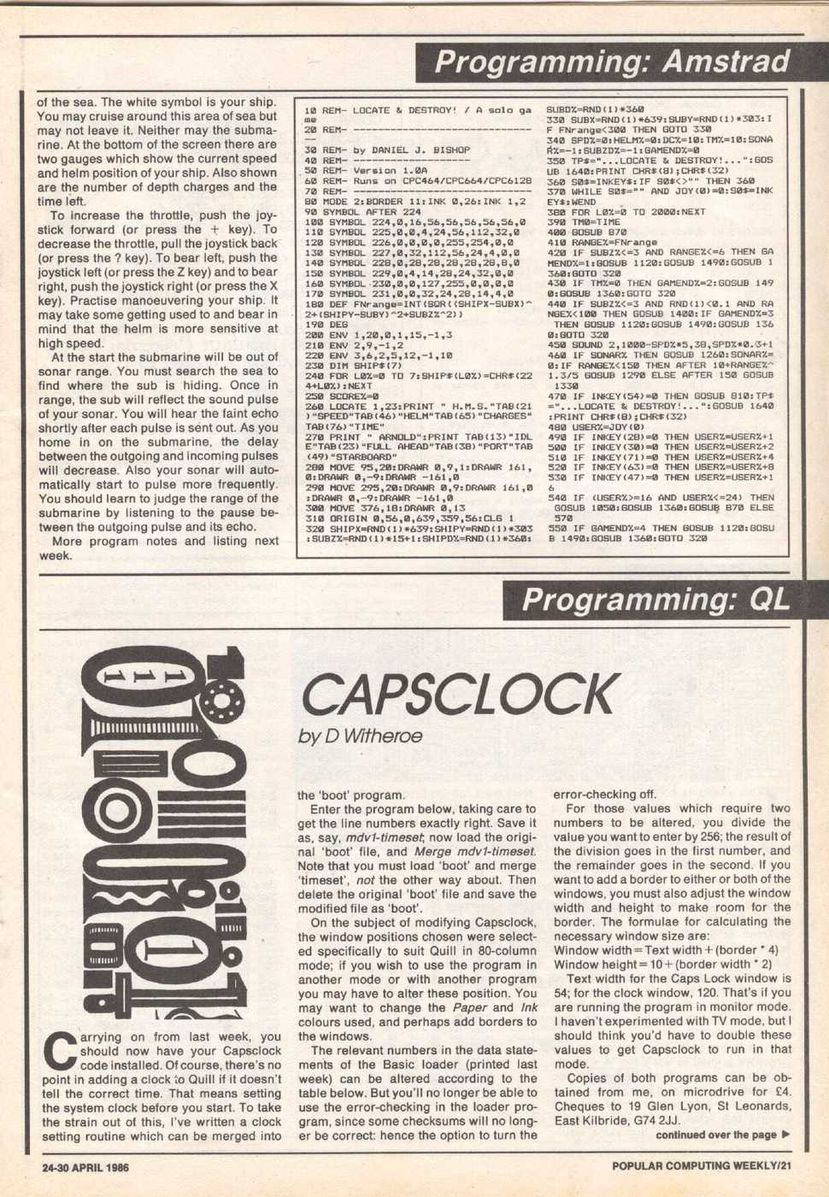 Programming: Amstrad
of the sea. The white symbol is your ship.
You may cruise around this area of sea but
may not leave it. Neither may the subma-
rine. At the bottom of the screen there are
two gauges which show the current speed
and helm position of your ship. Also shown
are the number of depth charges and the
time left.
To increase the throttle, push the joy-
stick forward (or press the + key). To
decrease the throttle, pull the joystick back
(or press the ? key). To bear left, push the
joystick left (or press the Z key) and to bear
right, push the joystick right (or press the X
key). Practise manoeuvering your ship. It
may take some getting used to and bear in
mind that the helm is more sensitive at
high speed.
At the start the submarine will be out of
sonar range. You must search the sea to
find where the sub is hiding. Once in
range, the sub will reflect the sound pulse
of your sonar. You will hear the faint echo
shortly after each pulse is sent out. As you
home in on the submarine, the delay
between the outgoing and incoming pulses
will decrease. Also your sonar will auto-
matically start to pulse more frequently.
You should learn to judge the range of the
submarine by listening to the pause be-
tween the outgoing pulse and its echo.
More program notes and listing next
week.
10 REM- LOCATE & DESTROY! / A solo ga
me
20 REM- -----------------------------
--
30 REM- by DANIEL J. BISHOP
40 REM- -------------------
50 REM- Version 1.0A
60 REM- Runs on CPC464/CPC664/CPC6128
70 REM- -----------------------------
80 MODE 2:BORDER 11:INK 0,26:INK 1,2
90 SYMBOL AFTER 224
100 SYMBOL 224,0,16,56,56,56,56,56,0
110 SYMBOL 225,0,0,4,24,56,112,32,0
120 SYMBOL 226,0,0,0,0,255,254,0,0
130 SYMBOL 227,0,32,112,56,24,4,0,0
140 SYMBOL 228,0,28,28,28,28,28,8,0
150 SYMBOL 229,0,4,14,28,24,32,0,0
160 SYMBOL 230,0,0,127,255,0,0,0,0
170 SYMBOL 231,0,0,32,24,28,14,4,0
180 DEF FNrange=INT(SQR((SHIPX-SUBX)^
2+(SHIPY-SUBY)^2+SUBZ%^2))
190 DEG
200 ENV 1,20,0,1,15,-1,3
210 ENV 2,9,-1,2
220 ENV 3,6,2,5,12,-1,10
230 DIM SHIP$(7)
240 FOR L0%=0 TO 7:SHIP$(L0%)=CHR$(22
4+L0%):NEXT
250 SCORE%=0
260 LOCATE 1,23:PRINT " H.M.S."TAB(21
)"SPEED"TAB(46)"HELM"TAB(65)"CHARGES"
TAB(76)"TIME"
270 PRINT " ARNOLD":PRINT TAB(13)"IDL
E"TAB(23)"FULL AHEAD"TAB(38)"PORT"TAB
(49)"STARBOARD"
280 MOVE 95,20:DRAWR 0,9,1:DRAWR 161,
0:DRAWR 0,-9:DRAWR -161,0
290 MOVE 295,20:DRAWR 0,9:DRAWR 161,0
:DRAWR 0,-9:DRAWR -161,0
300 MOVE 376,18:DRAWR 0,13
310 ORIGIN 0,56,0,639,359,56:CLG 1
320 SHIPX=RND(1)*639:SHIPY=RND(1)*303
:SUBZ%=RND(1)*15+1:SHIPD%=RND(1)*360:
SUBD%=RND(1)*360
330 SUBX=RND(1)*639:SUBY=RND(1)*303:I
F FNrange<300 THEN GOTO 330
340 SPD%=0:HELM%=0:DC%=10:TM%=10:SONA
R%=-1:SUBZD%=-1:GAMEND%=0
350 TP$="...LOCATE & DESTROY!...":GOS
UB 1640:PRINT CHR$(8);CHR$(32)
360 S0$=INKEY$:IF S0$<>"" THEN 360
370 WHILE S0$="" AND JOY(0)=0:S0$=INK
EY$:WEND
380 FOR L0%=0 TO 2000:NEXT
390 TM0=TIME
400 GOSUB 870
410 RANGE%=FNrange
420 IF SUBZ%<=3 AND RANGE%<=6 THEN GA
MEND%=1:GOSUB 1120:GOSUB 1490:GOSUB 1
360:GOTO 320
430 IF TM%=0 THEN GAMEND%=2:GOSUB 149
0:GOSUB 1360:GOTO 320
440 IF SUBZ%<=3 AND RND(1)<0.1 AND RA
NGE%<100 THEN GOSUB 1400:IF GAMEND%=3
THEN GOSUB 1120:GOSUB 1490:GOSUB 136
0:GOTO 320
450 SOUND 2,1000-SPD%*5,38,SPD%*0.3+1
460 IF SONAR% THEN GOSUB 1260:SONAR%=
0:IF RANGE%<150 THEN AFTER 10+RANGE%^
1.3/5 GOSUB 1290 ELSE AFTER 150 GOSUB
1330
470 IF INKEY(54)=0 THEN GOSUB 810:TP$
="...LOCATE & DESTROY!...":GOSUB 1640
:PRINT CHR$(8);CHR$(32)
480 USER%=JOY(0)
490 IF INKEY(28)=0 THEN USER%=USER%+1
500 IF INKEY(30)=0 THEN USER%=USER%+2
510 IF INKEY(71)=0 THEN USER%=USER%+4
520 IF INKEY(63)=0 THEN USER%=USER%+8
530 IF INKEY(47)=0 THEN USER%=USER%+1
6
540 IF (USER%>=16 AND USER%<=24) THEN
GOSUB 1050:GOSUB 1360:GOSUB 870 ELSE
570
550 IF GAMEND%=4 THEN GOSUB 1120:GOSU
B 1490:GOSUB 1360:GOTO 320
Programming: QL
CAPSCLOCK
by D Witheroe
Carrying on from last week, you
should now have your Capsclock
code installed. Of course, there's no
point in adding a clock to Quill if it doesn't
tell the correct time. That means setting
the system clock before you start. To take
the strain out of this, I've written a clock
setting routine which can be merged into
the 'boot' program.
Enter the program below, taking care to
get the line numbers exactly right. Save it
as, say, mdv1-timeset; now load the origi-
nal 'boot' file, and Merge mdv1-timeset.
Note that you must load 'boot' and merge
'timeset', not the other way about. Then
delete the original 'boot' file and save the
modified file as 'boot'.
On the subject of modifying Capsclock,
the window positions chosen were select-
ed specifically to suit Quill in 80-column
mode; if you wish to use the program in
another mode or with another program
you may have to alter these position. You
may want to change the Paper and Ink
colours used, and perhaps add borders to
the windows.
The relevant numbers in the data state-
ments of the Basic loader (printed last
week) can be altered according to the
table below. But you'll no longer be able to
use the error-checking in the loader pro-
gram, since some checksums will no long-
er be correct: hence the option to turn the
error-checking off.
For those values which require two
numbers to be altered, you divide the
value you want to enter by 256; the result of
the division goes in the first number, and
the remainder goes in the second. If you
want to add a border to either or both of the
windows, you must also adjust the window
width and height to make room for the
border. The formulae for calculating the
necessary window size are:
Window width = Text width + (border * 4)
Window height = 10 + (border width * 2)
Text width for the Caps Lock window is
54; for the clock window, 120. That's if you
are running the program in monitor mode.
I haven't experimented with TV mode, but I
should think you'd have to double these
values to get Capsclock to run in that
mode.
Copies of both programs can be ob-
tained from me, on microdrive for £4.
Cheques to 19 Glen Lyon, St Leonards,
East Kilbride, G74 2JJ.
continued over the page ▶
24-30 APRIL 1986
POPULAR COMPUTING WEEKLY/21